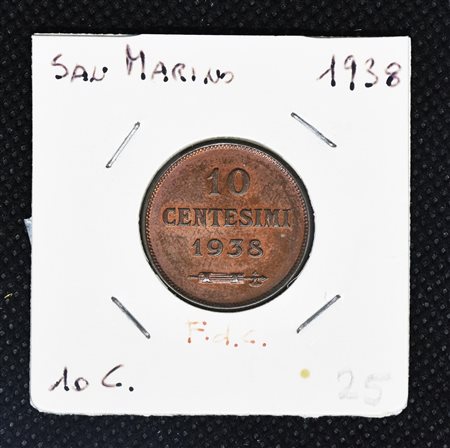 SAN MARINO 1938
10
CENTESIMI
1938
F.d.c.
10 C. 25